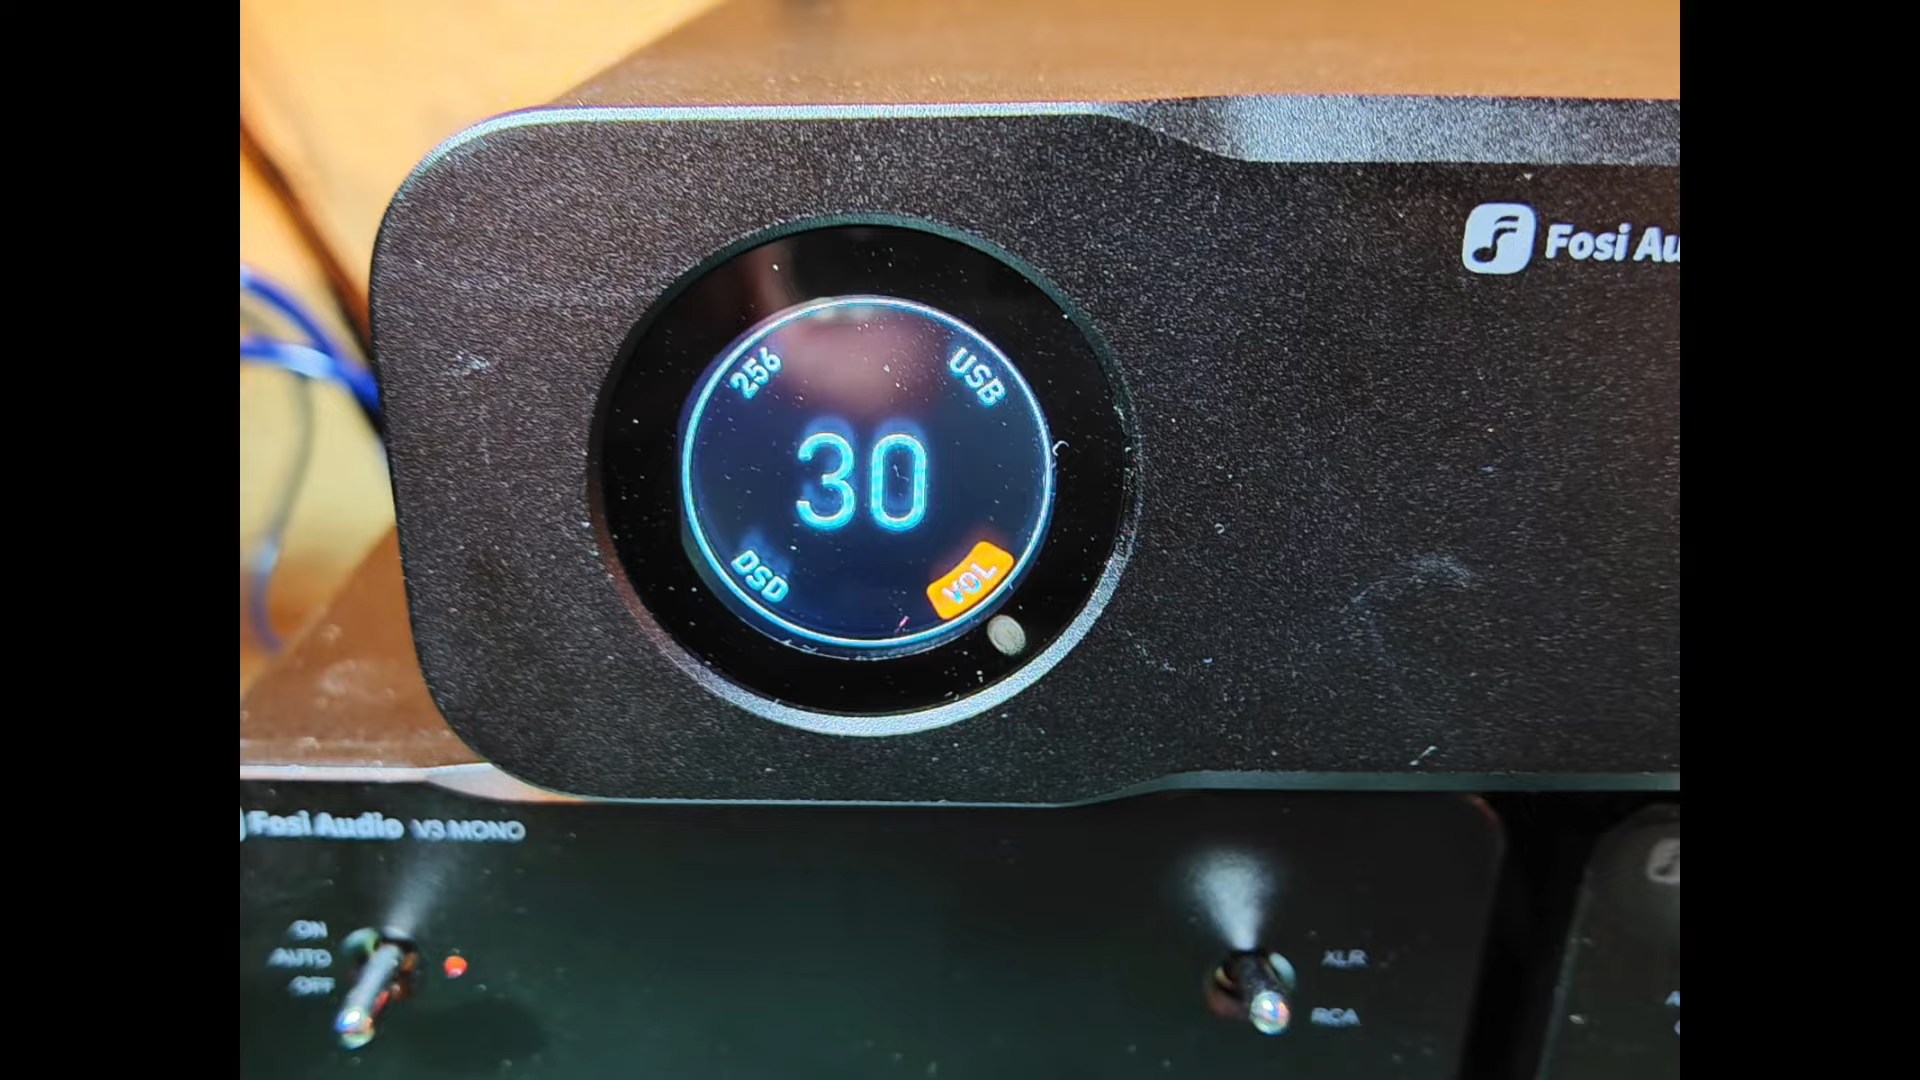 Fosi Au
256
USB
30
DSD
VOL
Fosi Audio V3 MONO
ON
AUTO
OFF
XLR
RCA